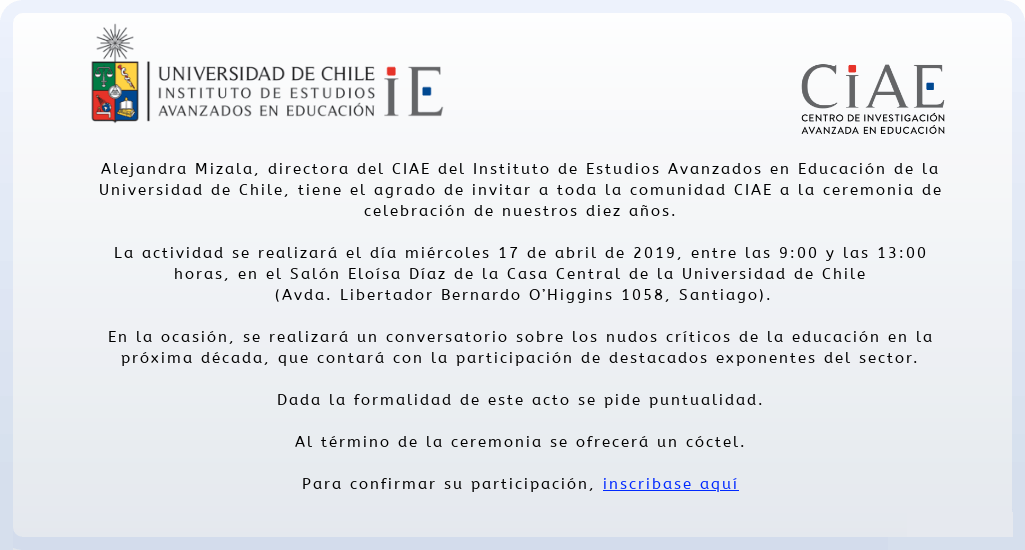 UNIVERSIDAD DE CHILE
INSTITUTO DE ESTUDIOS
AVANZADOS EN EDUCACIÓN
iE
CiAE
CENTRO DE INVESTIGACIÓN
AVANZADA EN EDUCACIÓN
Alejandra Mizala, directora del CIAE del Instituto de Estudios Avanzados en Educación de la
Universidad de Chile, tiene el agrado de invitar a toda la comunidad CIAE a la ceremonia de
celebración de nuestros diez años.
La actividad se realizará el día miércoles 17 de abril de 2019, entre las 9:00 y las 13:00
horas, en el Salón Eloísa Díaz de la Casa Central de la Universidad de Chile
(Avda. Libertador Bernardo O'Higgins 1058, Santiago).
En la ocasión, se realizará un conversatorio sobre los nudos críticos de la educación en la
próxima década, que contará con la participación de destacados exponentes del sector.
Dada la formalidad de este acto se pide puntualidad.
Al término de la ceremonia se ofrecerá un cóctel.
Para confirmar su participación, inscribase aquí